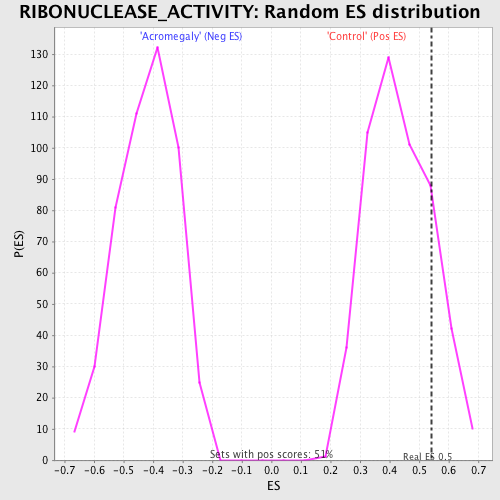 RIBONUCLEASE_ACTIVITY: Random ES distribution
'Acromegaly' (Neg ES)
'Control' (Pos ES)
130
120
110
100
90
80
70
60
50
40
30
20
10
0
P(ES)
Sets with pos scores: 51%
Real ES 0.5
-0.7 -0.6 -0.5 -0.4 -0.3 -0.2 -0.1 0.0 0.1 0.2 0.3 0.4 0.5 0.6 0.7
ES